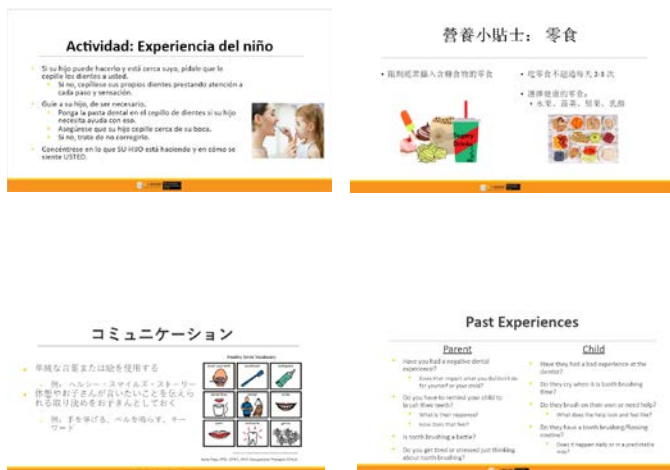 Actividad: Experiencia del niño
Si su hijo puede hacerlo y está cerca suyo, pídale que le
cepille los dientes a usted.
Si no, cepíllese sus propios dientes prestando atención a
cada paso y sensación.
Guíe a su hijo, de ser necesario.
Ponga la pasta dental en el cepillo de dientes si su hijo
necesita ayuda con eso.
Asegúrese que su hijo cepille cerca de su boca.
Si no, trate de no corregirlo.
Concéntrese en lo que SU HIJO está haciendo y en cómo se
siente USTED.
营養小貼士： 零食
限制低常攝入含糖食物的零食
吃零食不超過每天 2-3 次
選擇健康的零食：
水果、蔬菜、堅果、乳酪
コミュニケーション
単純な言葉または絵を使用する
例： ヘルシー・スマイルズ・ストーリー
体態やお子さんが言いたいことを伝えら
れる取り決めをお子さんとしておく
例： 手を挙げる、ベルを鳴らす、キー
ワード
Healthy Smile Vocabulary
Past Experiences
Parent
Have you had a negative dental
experience?
Does that impact what you do/don't do
for yourself or your child?
Do you have to remind your child to
brush their teeth?
What is their response?
How does that feel?
Is tooth brushing a battle?
Do you get tired or stressed just thinking
about tooth brushing?
Child
Have they had a bad experience at the
dentist?
Do they cry when it is tooth brushing
time?
Do they brush on their own or need help?
What does the help look and feel like?
Do they have a tooth brushing/flossing
routine?
Does it happen daily or in a predictable
way?